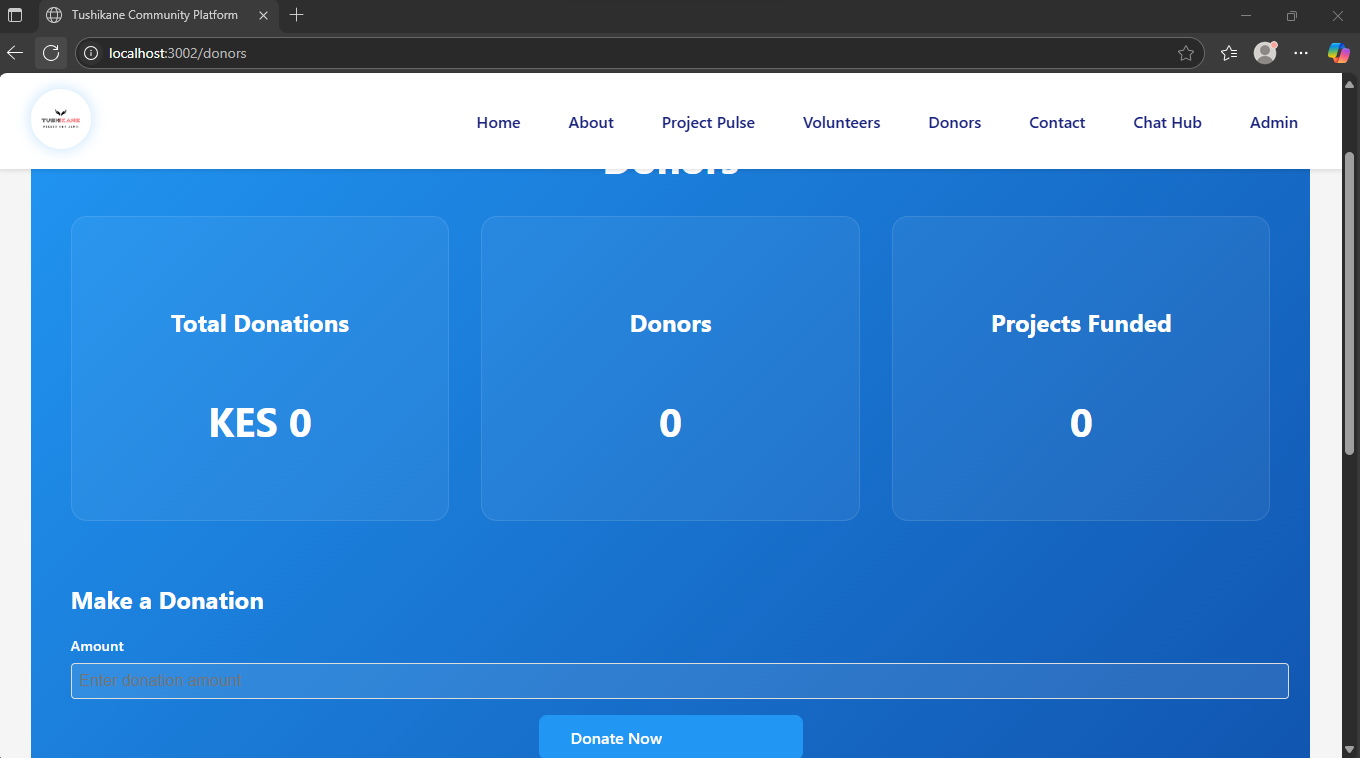 Tushikane Community Platform
localhost:3002/donors
TUSHIKANE
Home About Project Pulse Volunteers Donors Contact Chat Hub Admin
Donors
Total Donations Donors Projects Funded
KES 0 0 0
Make a Donation
Amount
Enter donation amount
Donate Now